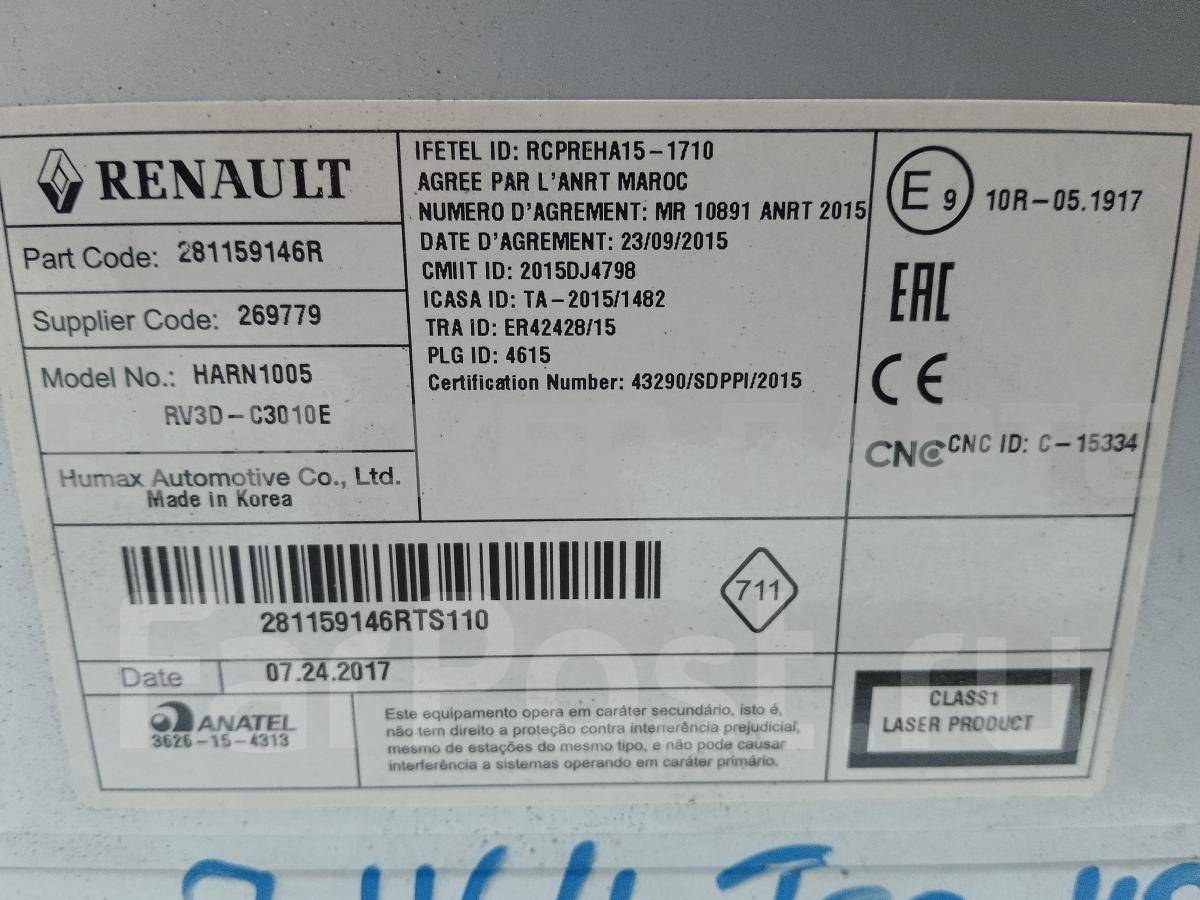 RENAULT
Part Code: 281159146R
Supplier Code: 269779
Model No.: HARN1005
RV3D-C3010E
Humax Automotive Co., Ltd.
Made in Korea
IFETEL ID: RCPREHA15-1710
AGREE PAR L'ANRT MAROC
NUMERO D'AGREMENT: MR 10891 ANRT 2015
DATE D'AGREMENT: 23/09/2015
CMIIT ID: 2015DJ4798
ICASA ID: TA-2015/1482
TRA ID: ER42428/15
PLG ID: 4615
Certification Number: 43290/SDPPI/2015
E9 10R-05.1917
EAC
CE
CNC CNC ID: C-15334
281159146RTS110
711
Date 07.24.2017
ANATEL
3626-15-4313
Este equipamento opera em caráter secundário, isto é,
não tem direito a proteção contra interferência prejudicial,
mesmo de estações do mesmo tipo, e não pode causar
interferência a sistemas operando em caráter primário.
CLASS1
LASER PRODUCT
FarPost.ru